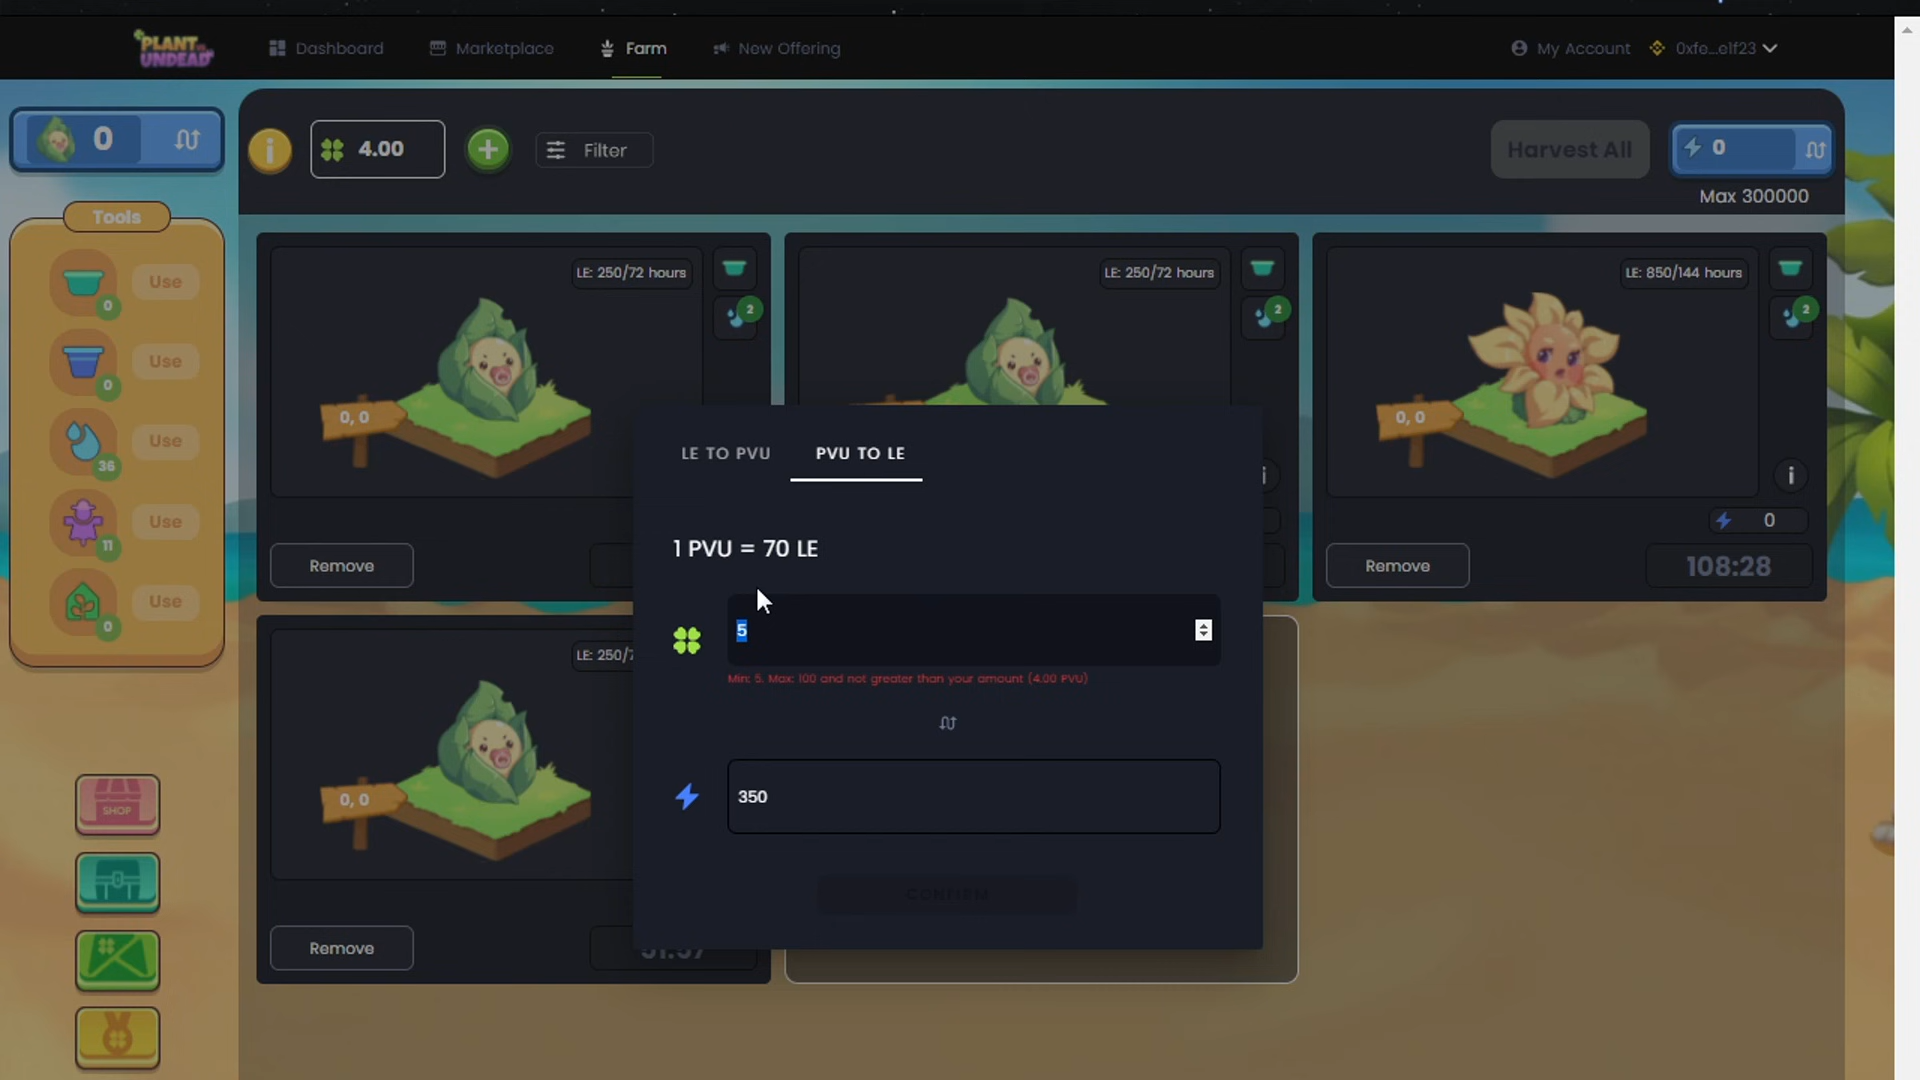 PLANT VS UNDEAD
Dashboard
Marketplace
Farm
New Offering
My Account
0xfe...e1f23
0
4.00
Filter
Harvest All
0
Max 300000
Tools
0
Use
0
Use
36
Use
11
Use
0
Use
SHOP
LE: 250/72 hours
2
0, 0
Remove
LE: 250/72 hours
2
LE: 850/144 hours
2
0, 0
i
0
Remove
108:28
LE: 250/7
0, 0
Remove
LE TO PVU
PVU TO LE
1 PVU = 70 LE
5
Min: 5. Max: 100 and not greater than your amount (4.00 PVU)
350
CONFIRM